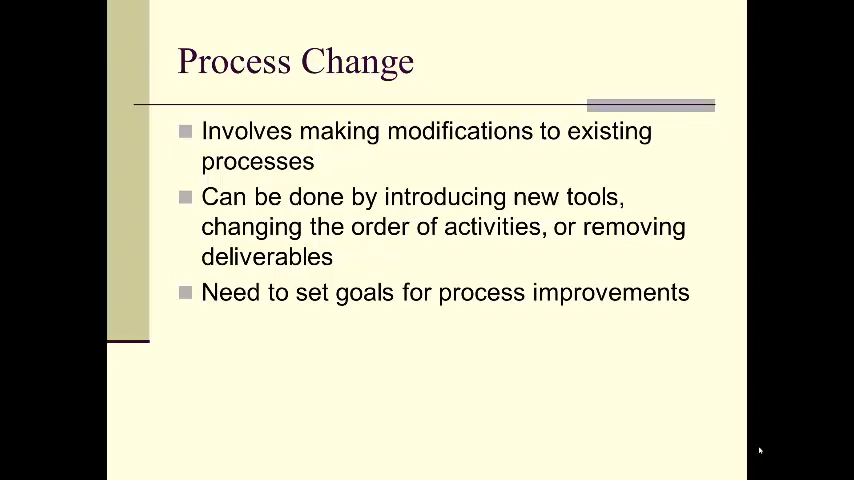 Process Change
Involves making modifications to existing
processes
Can be done by introducing new tools,
changing the order of activities, or removing
deliverables
Need to set goals for process improvements